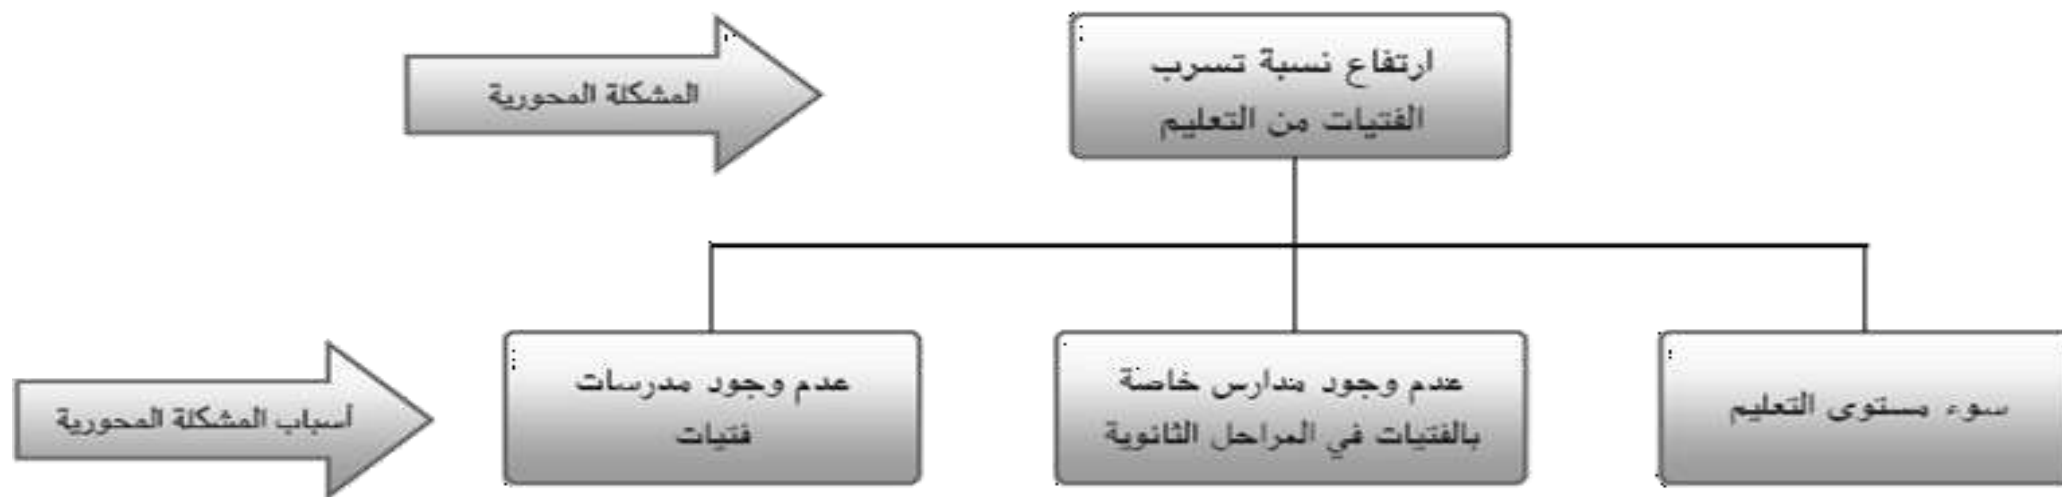 ارتفاع نسبة تسرب
الفتيات من التعليم
المشكلة المحورية
سوء مستوى التعليم
عدم وجود مدارس خاصة
بالفتيات في المراحل الثانوية
عدم وجود مدرسات
فتيات
أسباب المشكلة المحورية